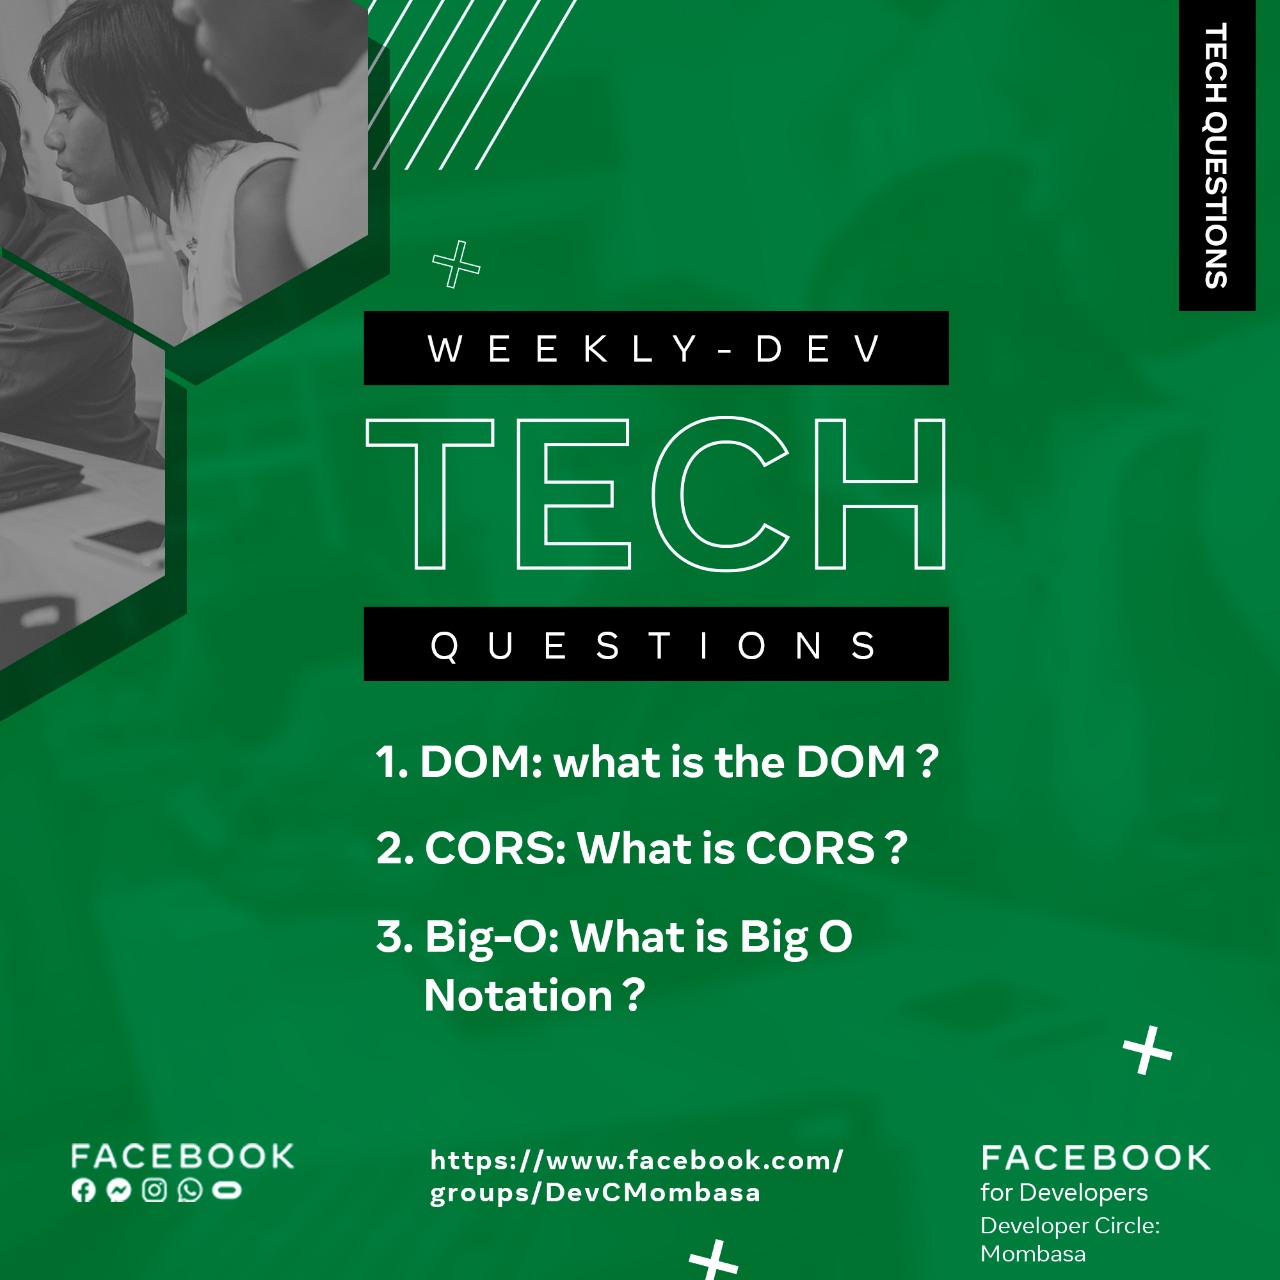 TECH QUESTIONS
WEEKLY-DEV
TECH
QUESTIONS
1. DOM: what is the DOM ?
2. CORS: What is CORS ?
3. Big-O: What is Big O
Notation ?
FACEBOOK
https://www.facebook.com/
groups/DevCMombasa
FACEBOOK
for Developers
Developer Circle:
Mombasa